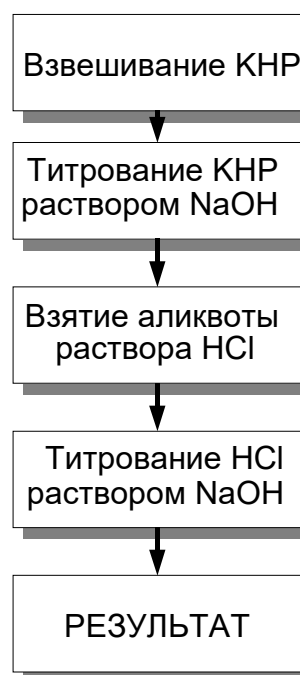 Взвешивание KHP
Титрование KHP
раствором NaOH
Взятие аликвоты
раствора HCl
Титрование HCl
раствором NaOH
РЕЗУЛЬТАТ